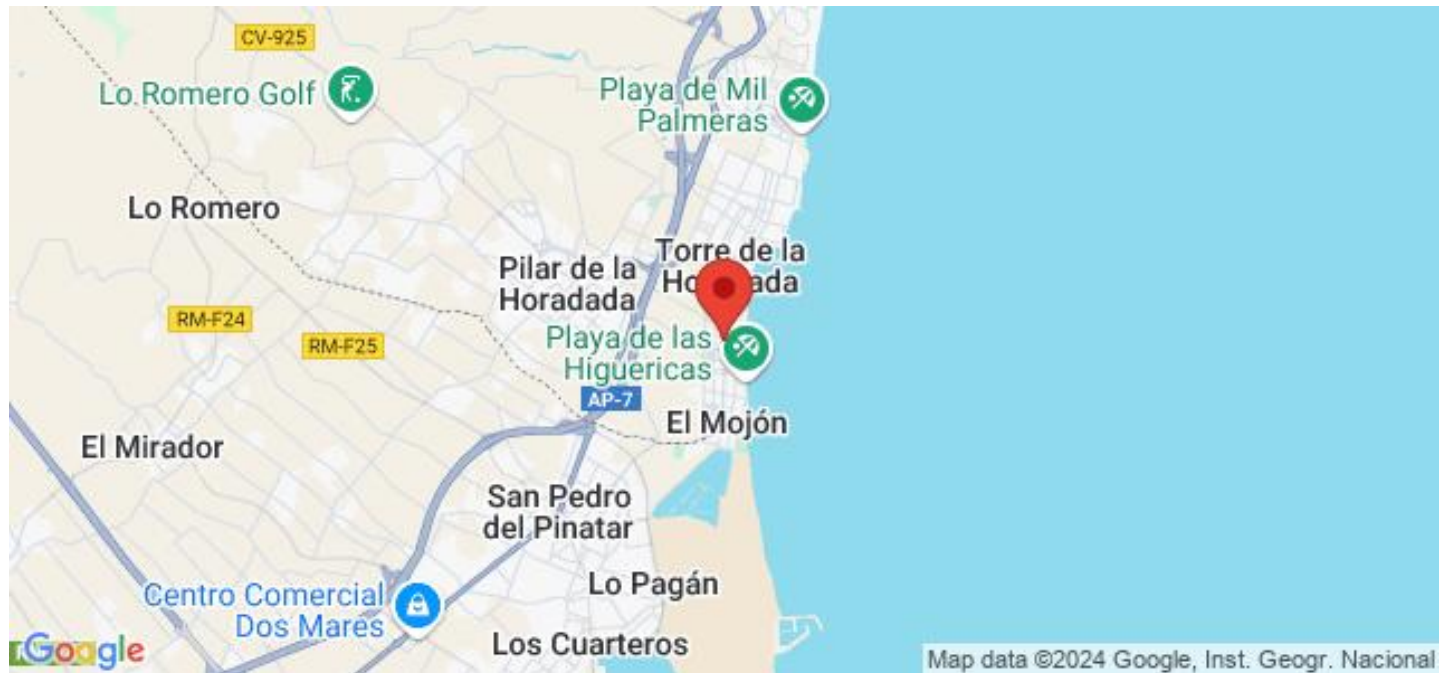 CV-925
Lo Romero Golf
Playa de Mil
Palmeras
Lo Romero
Torre de la
Pilar de la
Horadada
RM-F24
RM-F25
Playa de las
Higuericas
AP-7
El Mojón
El Mirador
San Pedro
del Pinatar
Centro Comercial
Dos Mares
Lo Pagán
Los Cuarteros
Google
Map data ©2024 Google, Inst. Geogr. Nacional